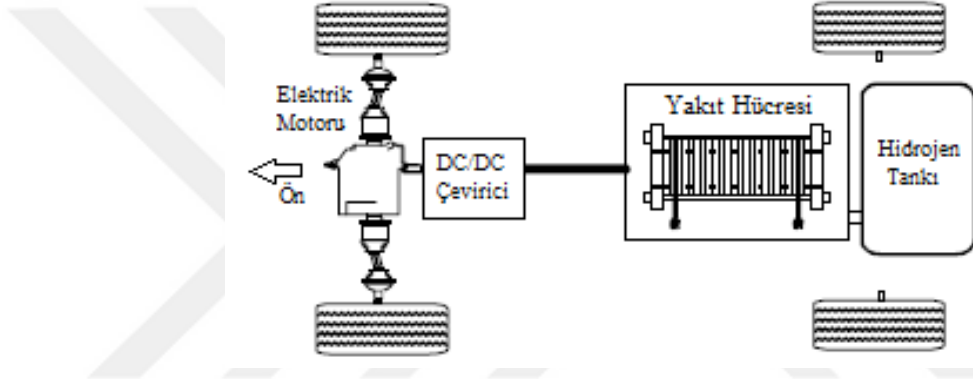 Elektrik
Motoru
Ön
DC/DC
Çevirici
Yakıt Hücresi
Hidrojen
Tankı